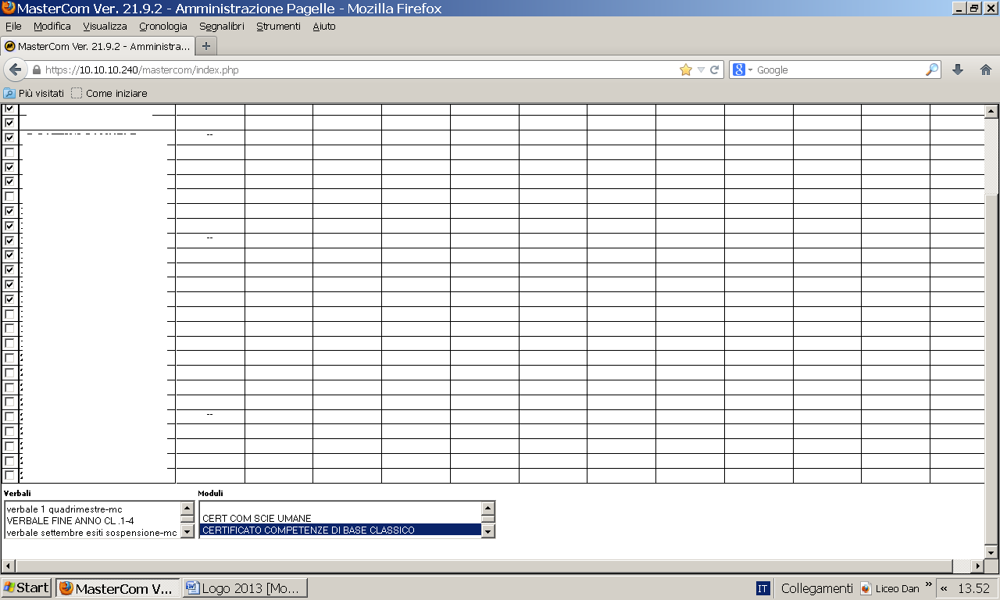 MasterCom Ver. 21.9.2 - Amministrazione Pagelle - Mozilla Firefox
File Modifica Visualizza Cronologia Segnalibri Strumenti Aiuto
MasterCom Ver. 21.9.2 - Amministra...
https://10.10.10.240/mastercom/index.php
Google
Più visitati Come iniziare
--
--
--
Verbali
Moduli
verbale 1 quadrimestre-mc
VERBALE FINE ANNO CL .1-4
verbale settembre esiti sospensione-mc
CERT COM SCIE UMANE
CERTIFICATO COMPETENZE DI BASE CLASSICO
Start MasterCom V... Logo 2013 [Mo... IT Collegamenti Liceo Dan » « 13.52